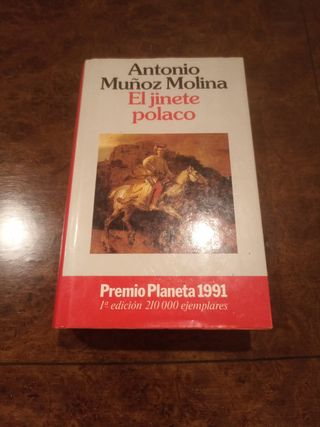 Antonio
Muñoz Molina
El jinete
polaco
Premio Planeta 1991
1ª edición 210 000 ejemplares